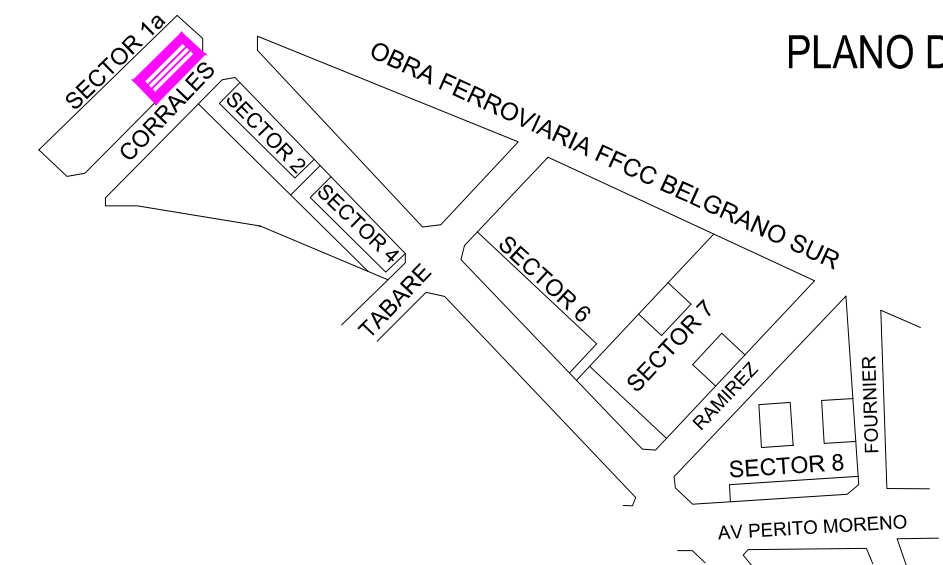 PLANO D
SECTOR 1a
CORRALES
OBRA FERROVIARIA FFCC BELGRANO SUR
SECTOR 2
SECTOR 4
TABARE
SECTOR 6
SECTOR 7
RAMIREZ
FOURNIER
SECTOR 8
AV PERITO MORENO